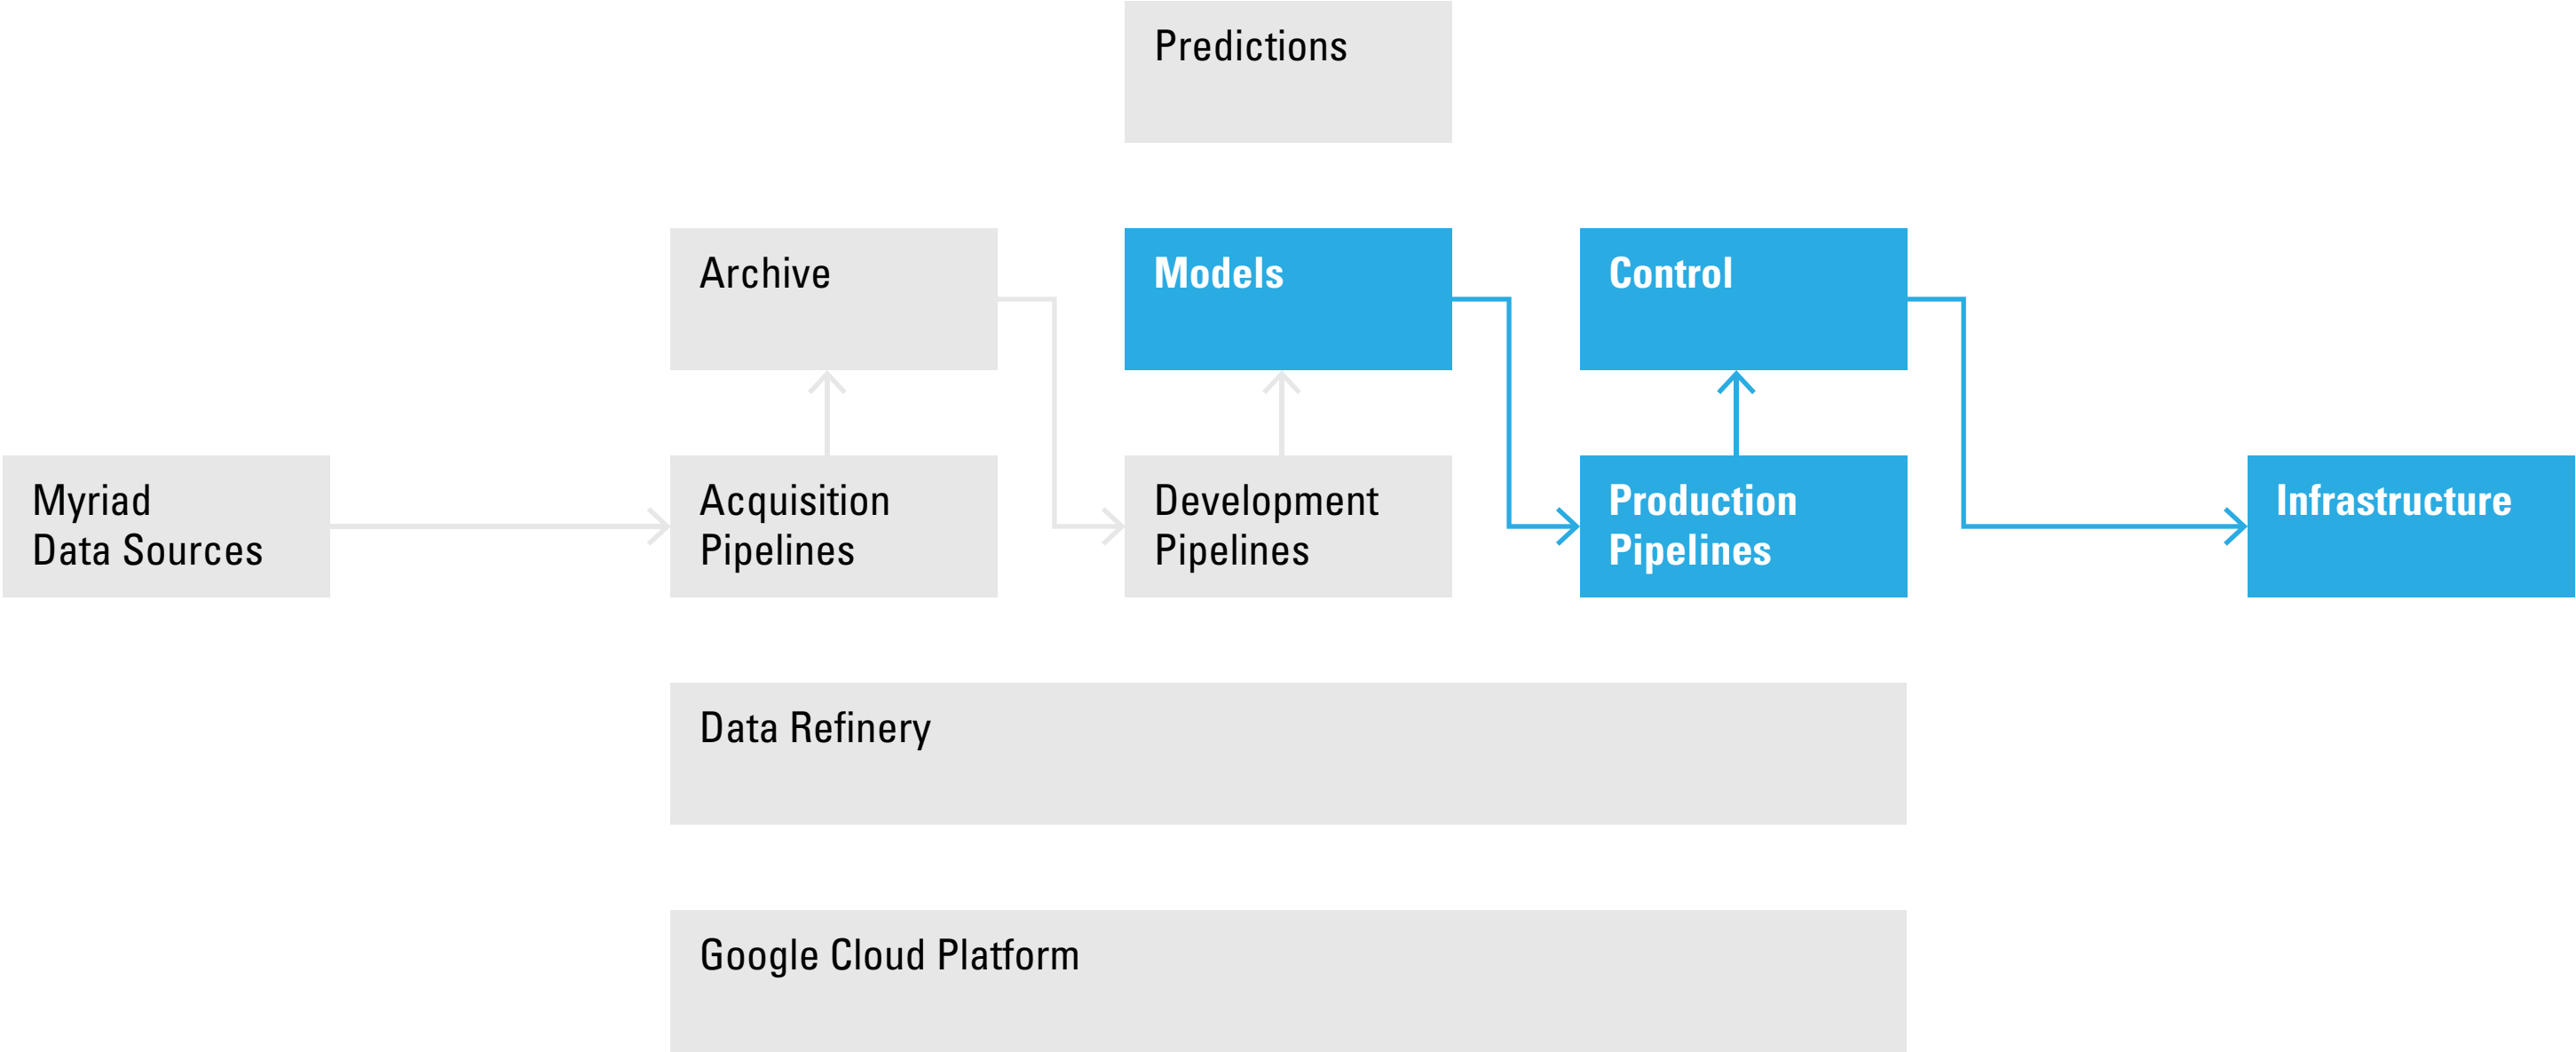 Predictions
Archive
Models
Control
Myriad
Data Sources
Acquisition
Pipelines
Development
Pipelines
Production
Pipelines
Infrastructure
Data Refinery
Google Cloud Platform